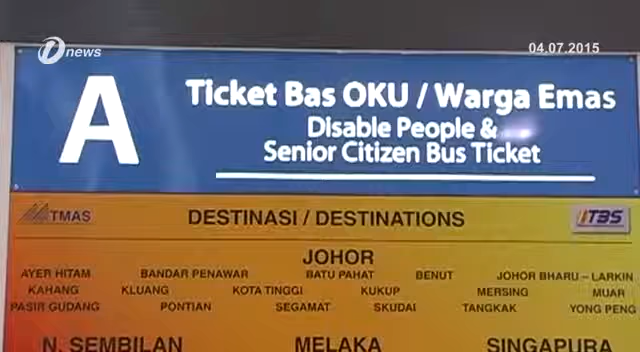 news
04.07.2015
A
Ticket Bas OKU / Warga Emas
Disable People &
Senior Citizen Bus Ticket
TMAS
DESTINASI / DESTINATIONS
TBS
JOHOR
AYER HITAM BANDAR PENAWAR BATU PAHAT BENUT JOHOR BHARU – LARKIN
KAHANG KLUANG KOTA TINGGI KUKUP MERSING MUAR
PASIR GUDANG PONTIAN SEGAMAT SKUDAI TANGKAK YONG PENG
N. SEMBILAN MELAKA SINGAPURA